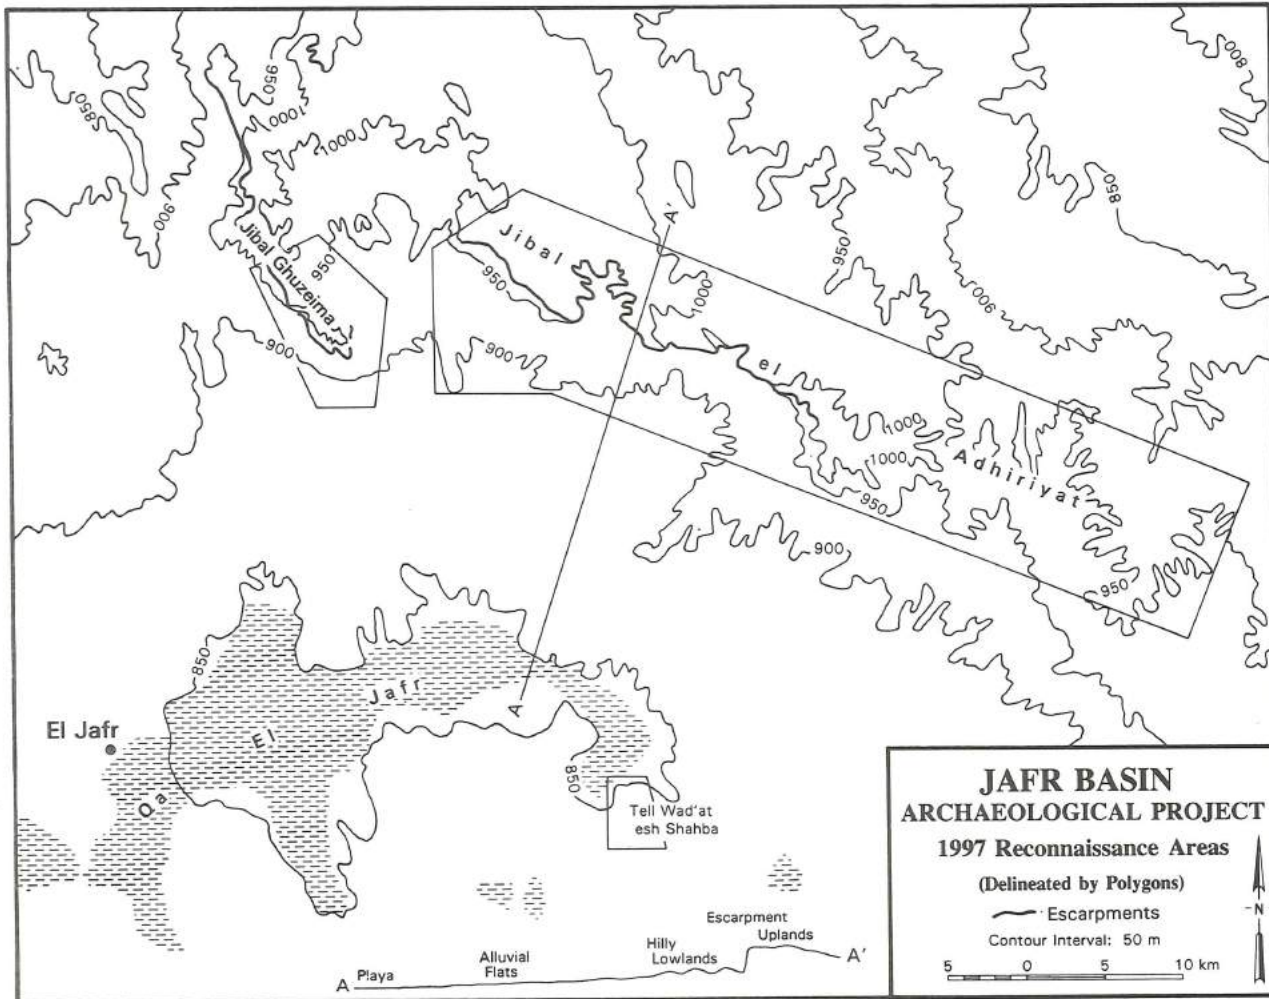 950
850
1000
1000
900
800
850
950
900
A'
Jibal
el
Adhiriyat
Jibal Ghuzeima
950
950
1000
900
900
1000
1000
950
900
950
850
Qa El Jafr
A
El Jafr
850
Tell Wad'at
esh Shahba
JAFR BASIN
ARCHAEOLOGICAL PROJECT
1997 Reconnaissance Areas
(Delineated by Polygons)
Escarpments
Contour Interval: 50 m
N
5 0 5 10 km
A
Playa
Alluvial
Flats
Hilly
Lowlands
Escarpment
Uplands
A'